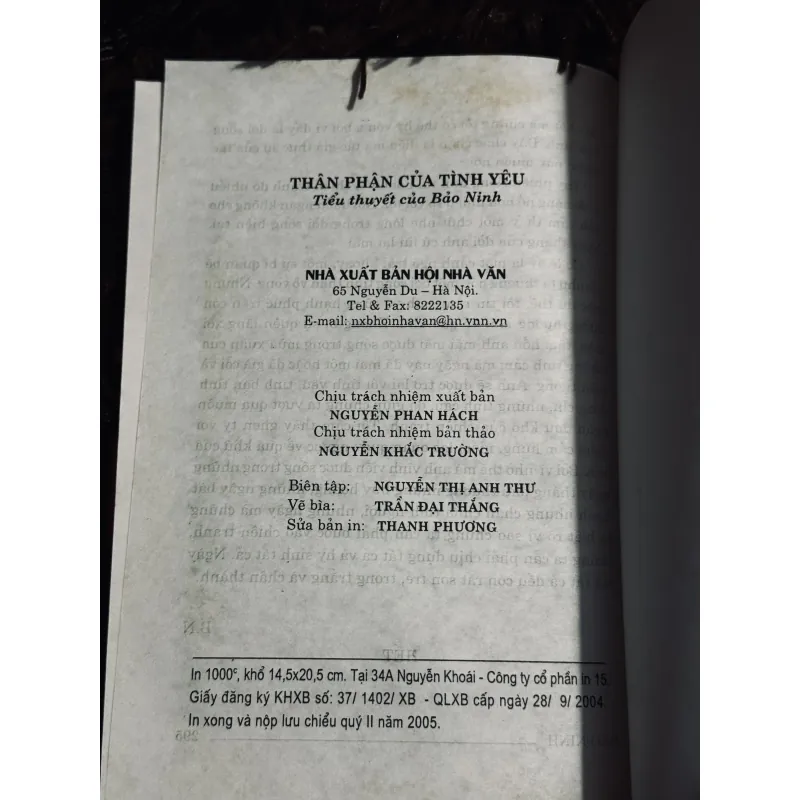 THÂN PHẬN CỦA TÌNH YÊU
Tiểu thuyết của Bảo Ninh
NHÀ XUẤT BẢN HỘI NHÀ VĂN
65 Nguyễn Du – Hà Nội.
Tel & Fax: 8222135
E-mail: nxbhoinhavan@hn.vnn.vn
Chịu trách nhiệm xuất bản
NGUYỄN PHAN HÁCH
Chịu trách nhiệm bản thảo
NGUYỄN KHẮC TRƯỜNG
Biên tập: NGUYỄN THỊ ANH THƯ
Vẽ bìa: TRẦN ĐẠI THẮNG
Sửa bản in: THANH PHƯƠNG
In 1000c, khổ 14,5x20,5 cm. Tại 34A Nguyễn Khoái - Công ty cổ phần in 15.
Giấy đăng ký KHXB số: 37/ 1402/ XB - QLXB cấp ngày 28/ 9/ 2004
In xong và nộp lưu chiểu quý II năm 2005.